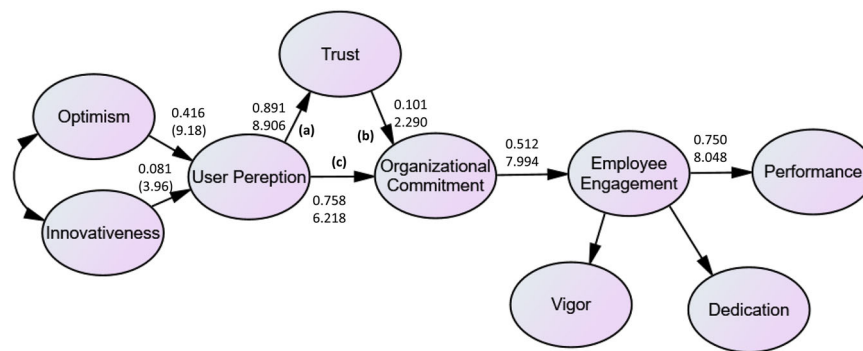 Trust
Optimism
0.416
(9.18)
0.891
8.906
(a)
(b)
0.101
2.290
0.081
(3.96)
User Pereption
(c)
Organizational
Commitment
0.512
7.994
Employee
Engagement
0.750
8.048
Performance
0.758
6.218
Innovativeness
Vigor
Dedication